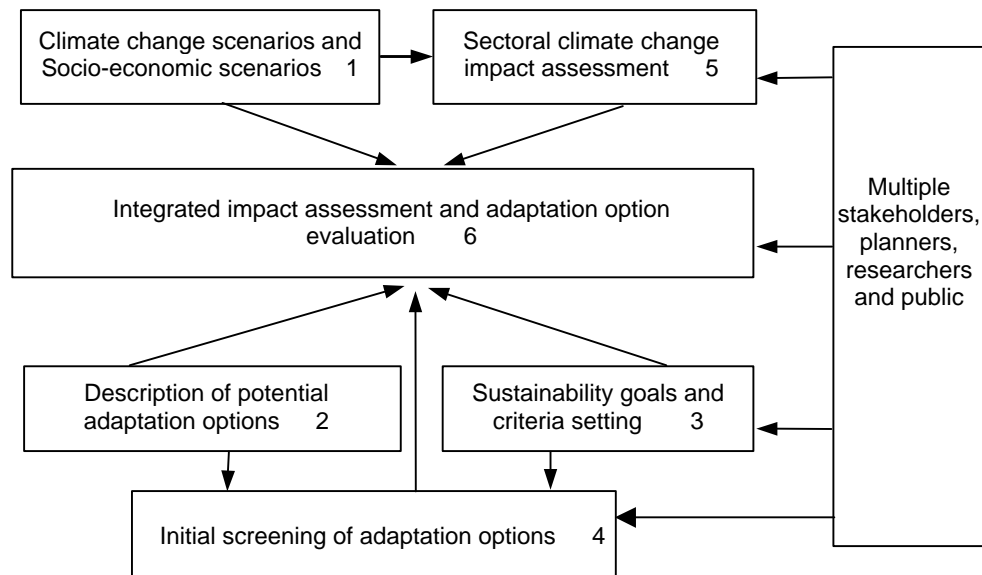 Climate change scenarios and
Socio-economic scenarios 1
Sectoral climate change
impact assessment 5
Integrated impact assessment and adaptation option
evaluation 6
Multiple
stakeholders,
planners,
researchers
and public
Description of potential
adaptation options 2
Sustainability goals and
criteria setting 3
Initial screening of adaptation options 4